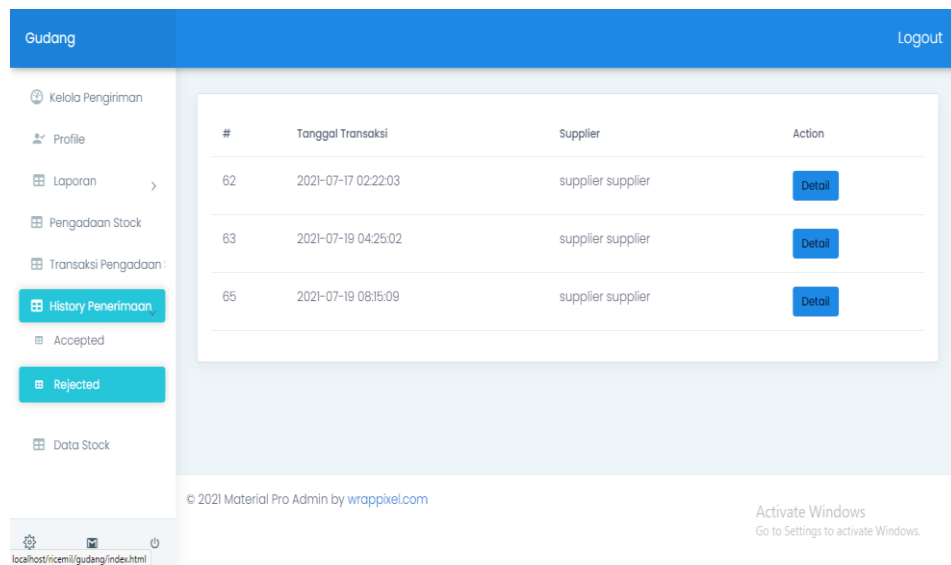 Gudang
Logout
Kelola Pengiriman
Profile
Laporan
Pengadaan Stock
Transaksi Pengadaan
History Penerimaan
Accepted
Rejected
Data Stock
# Tanggal Transaksi Supplier Action
62 2021-07-17 02:22:03 supplier supplier Detail
63 2021-07-19 04:25:02 supplier supplier Detail
65 2021-07-19 08:15:09 supplier supplier Detail
© 2021 Material Pro Admin by wrappixel.com
Activate Windows
Go to Settings to activate Windows.
localhost/ricemil/gudang/index.html